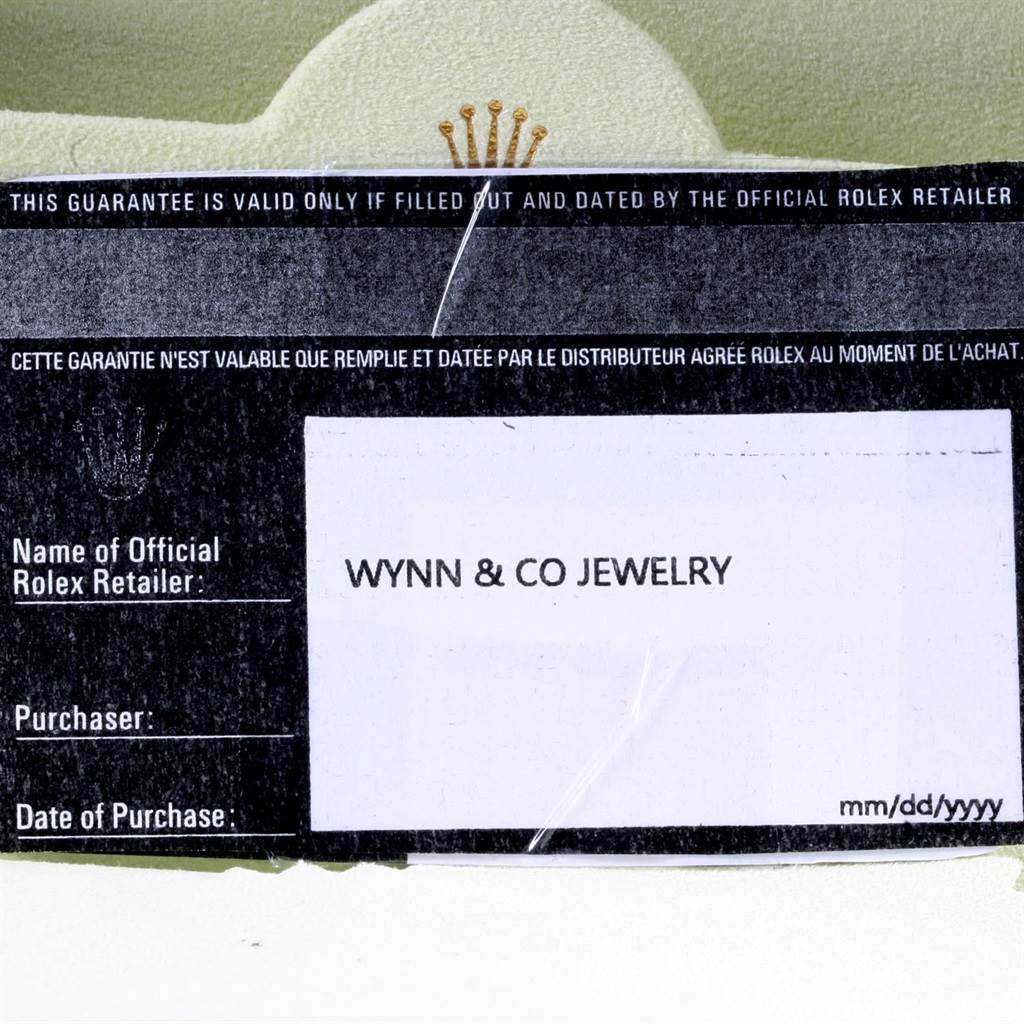 THIS GUARANTEE IS VALID ONLY IF FILLED OUT AND DATED BY THE OFFICIAL ROLEX RETAILER
CETTE GARANTIE N'EST VALABLE QUE REMPLIE ET DATÉE PAR LE DISTRIBUTEUR AGRÉÉ ROLEX AU MOMENT DE L'ACHAT.
Name of Official
Rolex Retailer:
WYNN & CO JEWELRY
Purchaser:
Date of Purchase:
mm/dd/yyyy